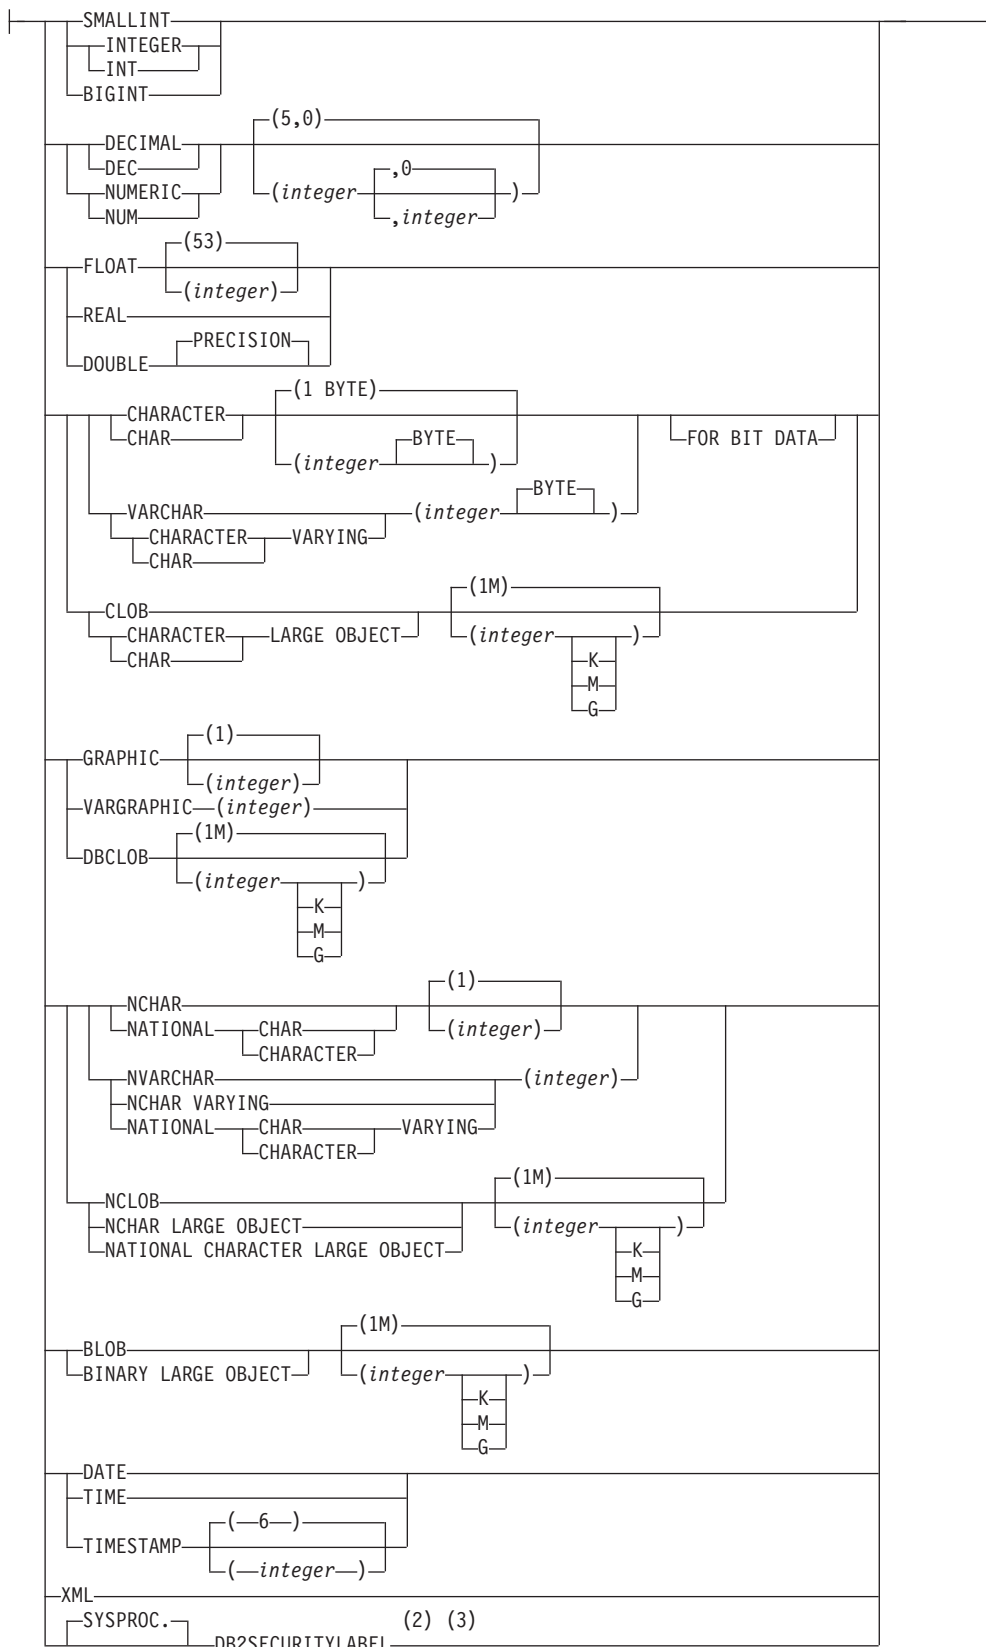 SMALLINT
INTEGER
INT
BIGINT
(5,0)
DECIMAL
DEC
,0
NUMERIC (integer )
NUM ,integer
(53)
FLOAT
(integer)
REAL
PRECISION
DOUBLE
(1 BYTE)
CHARACTER
CHAR FOR BIT DATA
BYTE
(integer )
BYTE
VARCHAR (integer )
CHARACTER VARYING
CHAR
(1M)
CLOB
CHARACTER LARGE OBJECT (integer )
CHAR K
M
G
(1)
GRAPHIC
(integer)
VARGRAPHIC (integer)
(1M)
DBCLOB
(integer )
K
M
G
(1)
NCHAR
NATIONAL CHAR (integer)
CHARACTER
NVARCHAR (integer)
NCHAR VARYING
NATIONAL CHAR VARYING
CHARACTER
(1M)
NCLOB
NCHAR LARGE OBJECT (integer )
NATIONAL CHARACTER LARGE OBJECT K
M
G
(1M)
BLOB
BINARY LARGE OBJECT (integer )
K
M
G
DATE
TIME
( 6 )
TIMESTAMP
( integer )
XML
SYSPROC. (2) (3)
DB2SECURITYLABEL